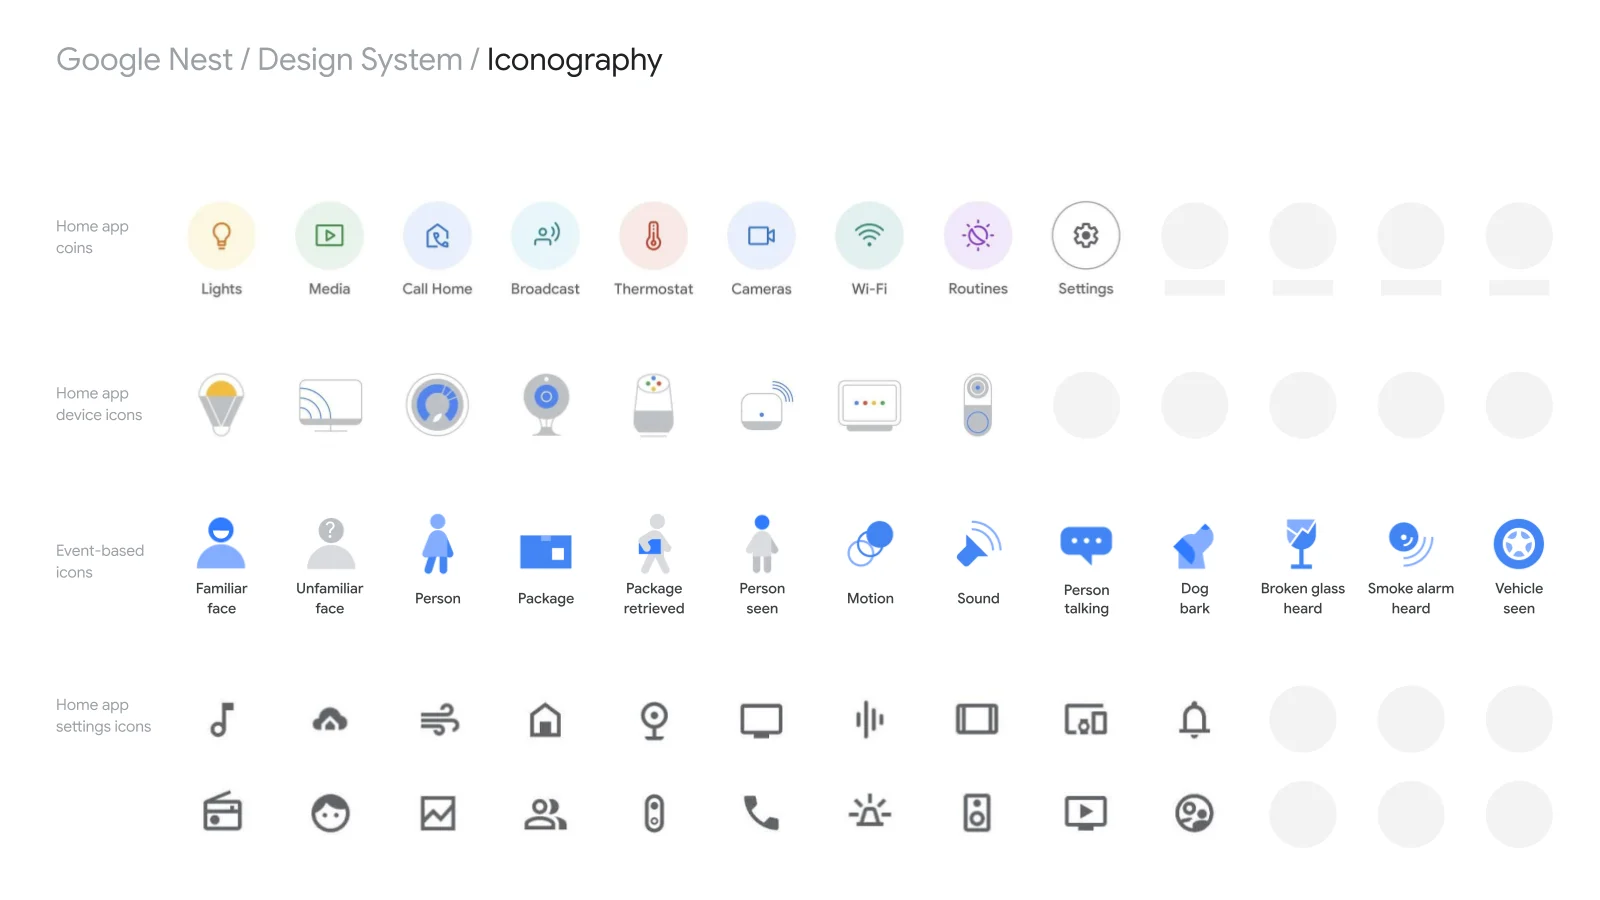 Google Nest / Design System / Iconography
Home app
coins
Lights
Media
Call Home
Broadcast
Thermostat
Cameras
Wi-Fi
Routines
Settings
Home app
device icons
Event-based
icons
?
Familiar
face
Unfamiliar
face
Person
Package
Package
retrieved
Person
seen
Motion
Sound
Person
talking
Dog
bark
Broken glass
heard
Smoke alarm
heard
Vehicle
seen
Home app
settings icons